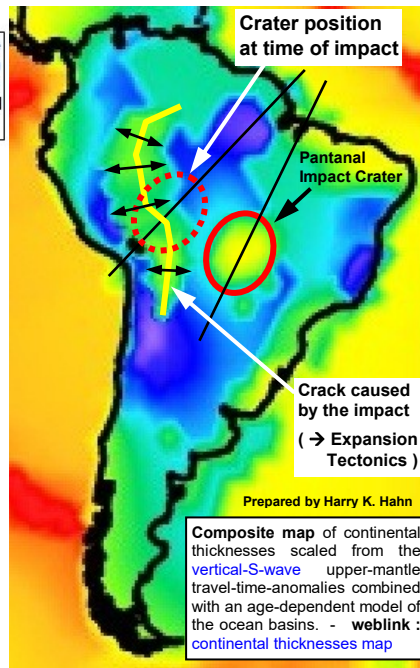 Crater position
at time of impact
Pantanal
Impact Crater
Crack caused
by the impact
( → Expansion
Tectonics )
Prepared by Harry K. Hahn
Composite map of continental
thicknesses scaled from the
vertical-S-wave upper-mantle
travel-time-anomalies combined
with an age-dependent model of
the ocean basins. - weblink :
continental thicknesses map